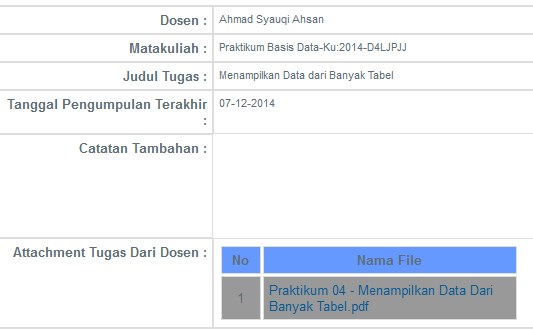 Dosen : Ahmad Syauqi Ahsan
Matakuliah : Praktikum Basis Data-Ku:2014-D4LJPJJ
Judul Tugas : Menampilkan Data dari Banyak Tabel
Tanggal Pengumpulan Terakhir : 07-12-2014
Catatan Tambahan :
Attachment Tugas Dari Dosen :
No Nama File
1 Praktikum 04 - Menampilkan Data Dari
Banyak Tabel.pdf